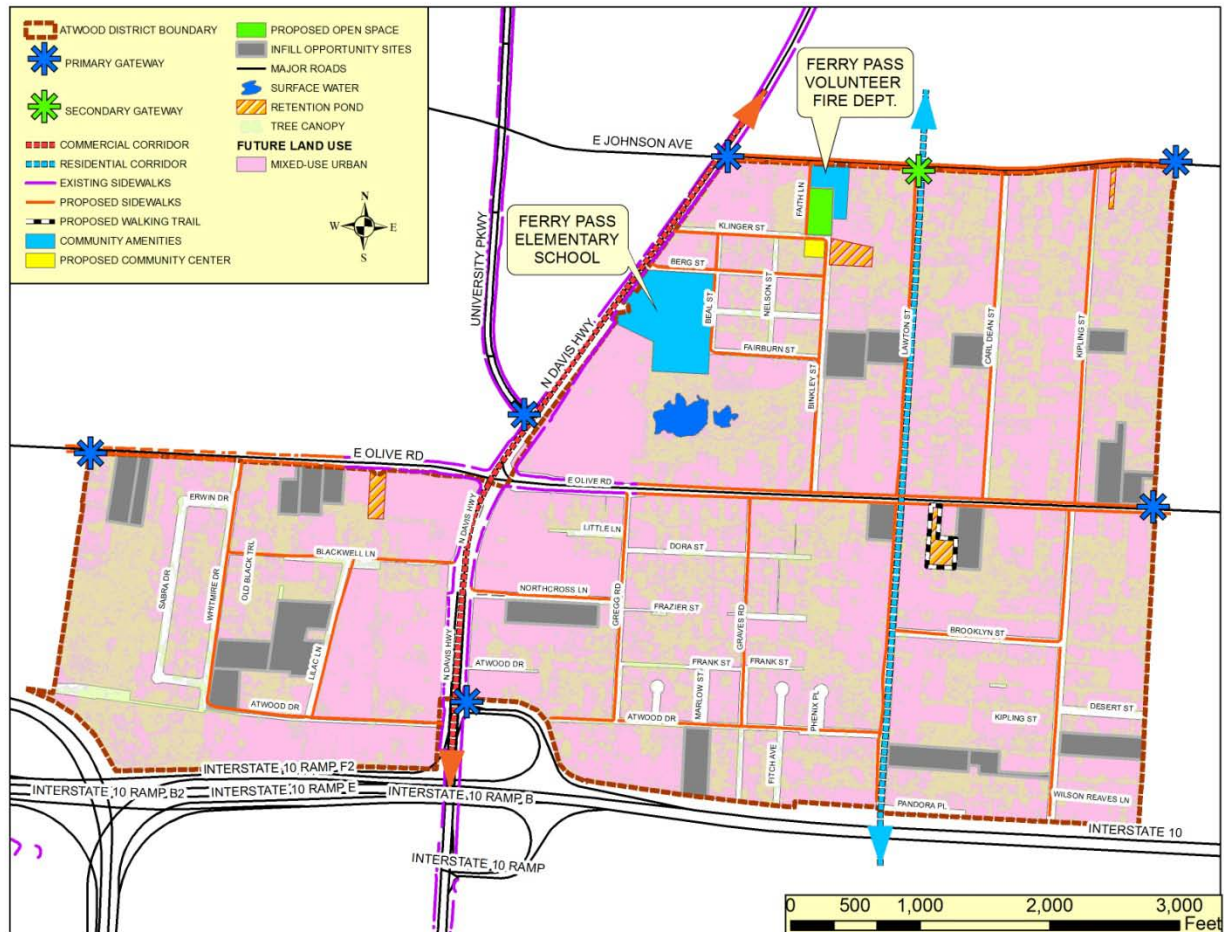 ATWOOD DISTRICT BOUNDARY
PRIMARY GATEWAY
SECONDARY GATEWAY
COMMERCIAL CORRIDOR
RESIDENTIAL CORRIDOR
EXISTING SIDEWALKS
PROPOSED SIDEWALKS
PROPOSED WALKING TRAIL
COMMUNITY AMENITIES
PROPOSED COMMUNITY CENTER
PROPOSED OPEN SPACE
INFILL OPPORTUNITY SITES
MAJOR ROADS
SURFACE WATER
RETENTION POND
TREE CANOPY
FUTURE LAND USE
MIXED-USE URBAN
N
W E
S
FERRY PASS
VOLUNTEER
FIRE DEPT.
E JOHNSON AVE
FERRY PASS
ELEMENTARY
SCHOOL
UNIVERSITY PKWY
N DAVIS HWY.
FAITH LN
KLINGER ST
BERG ST
BEAL ST
NELSON ST
FAIRBURN ST
BINKLEY ST
LAWTON ST
CARL DEAN ST
KIPLING ST
E OLIVE RD
E OLIVE RD
ERWIN DR
SABRA DR
WHITMIRE DR
OLD BLACK TRL
BLACKWELL LN
LILAC LN
ATWOOD DR
N DAVIS HWY
N DAVIS HWY
LITTLE LN
DORA ST
NORTHCROSS LN
GREGG RD
FRAZIER ST
GRAVES RD
ATWOOD DR
FRANK ST
FRANK ST
MARLOW ST
ATWOOD DR
FITCH AVE
PHENIX PL
BROOKLYN ST
KIPLING ST
DESERT ST
PANDORA PL
WILSON REAVES LN
INTERSTATE 10 RAMP F2
INTERSTATE 10 RAMP B2
INTERSTATE 10 RAMP E
INTERSTATE 10 RAMP B
INTERSTATE 10 RAMP
INTERSTATE 10
0 500 1,000 2,000 3,000
Feet